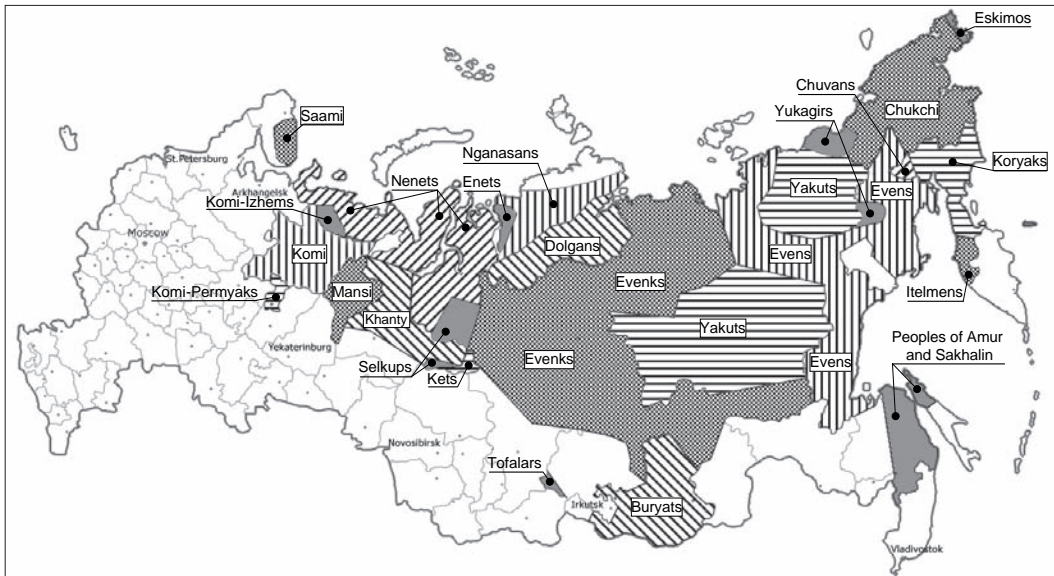 Eskimos
Chuvans
Chukchi
Yukagirs
Saami
St.Petersburg
Nganasans
Koryaks
Nenets
Enets
Yakuts
Evens
Arkhangelsk
Komi-Izhems
Moscow
Dolgans
Komi
Evens
Evenks
Mansi
Itelmens
Komi-Permyaks
Khanty
Yakuts
Peoples of Amur
and Sakhalin
Yekaterinburg
Evenks
Evens
Selkups
Kets
Novosibirsk
Tofalars
Irkutsk
Buryats
Vladivostok